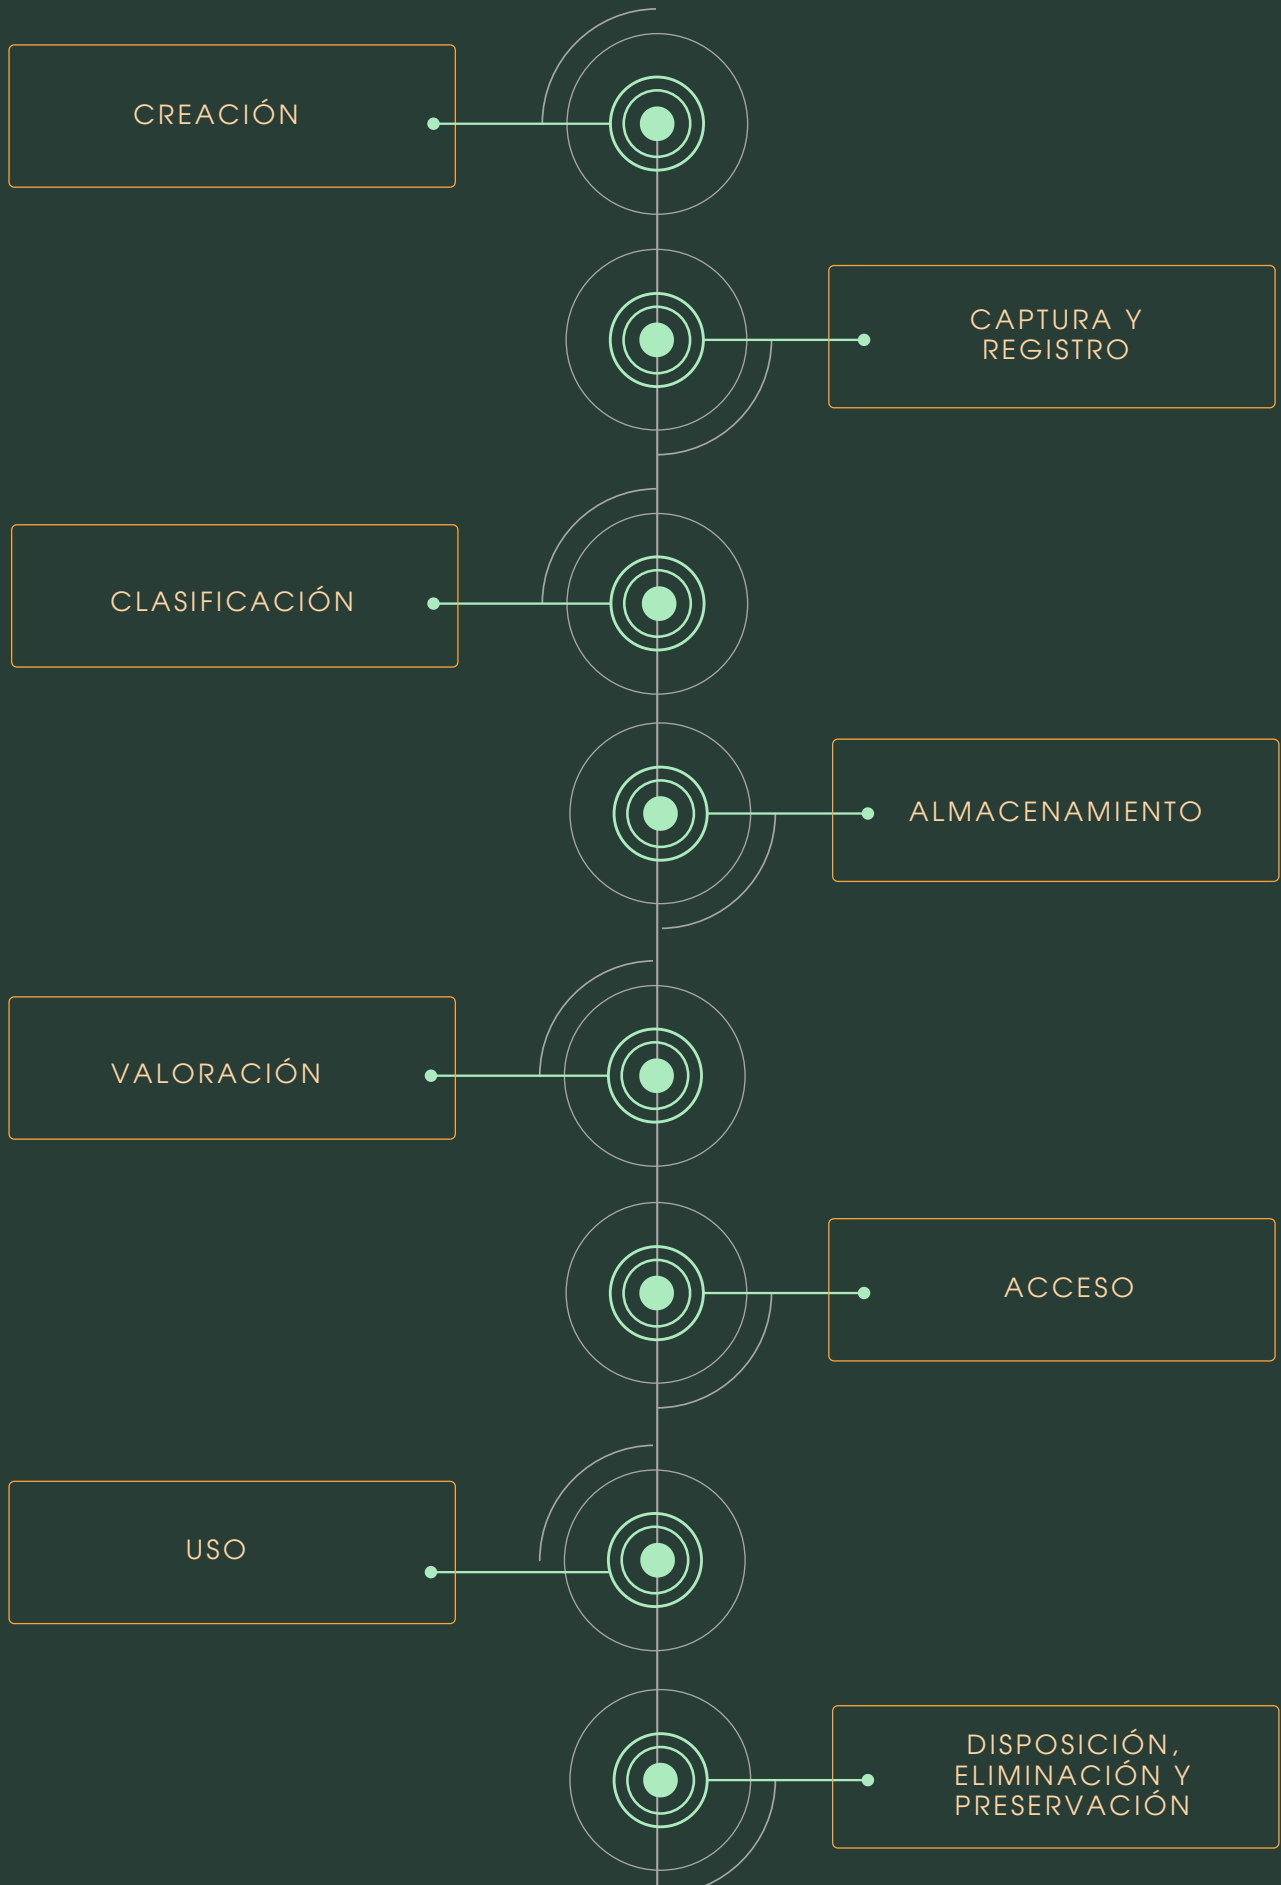 CREACIÓN
CAPTURA Y
REGISTRO
CLASIFICACIÓN
ALMACENAMIENTO
VALORACIÓN
ACCESO
USO
DISPOSICIÓN,
ELIMINACIÓN Y
PRESERVACIÓN